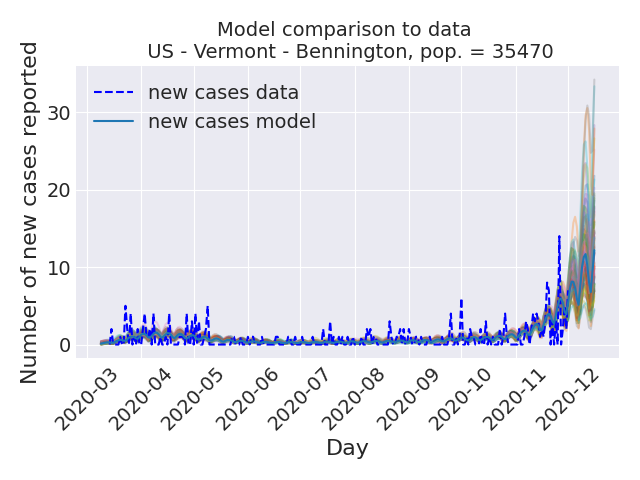 Model comparison to data
US - Vermont - Bennington, pop. = 35470
Number of new cases reported
30
20
10
0
new cases data
new cases model
2020-03
2020-04
2020-05
2020-06
2020-07
2020-08
2020-09
2020-10
2020-11
2020-12
Day